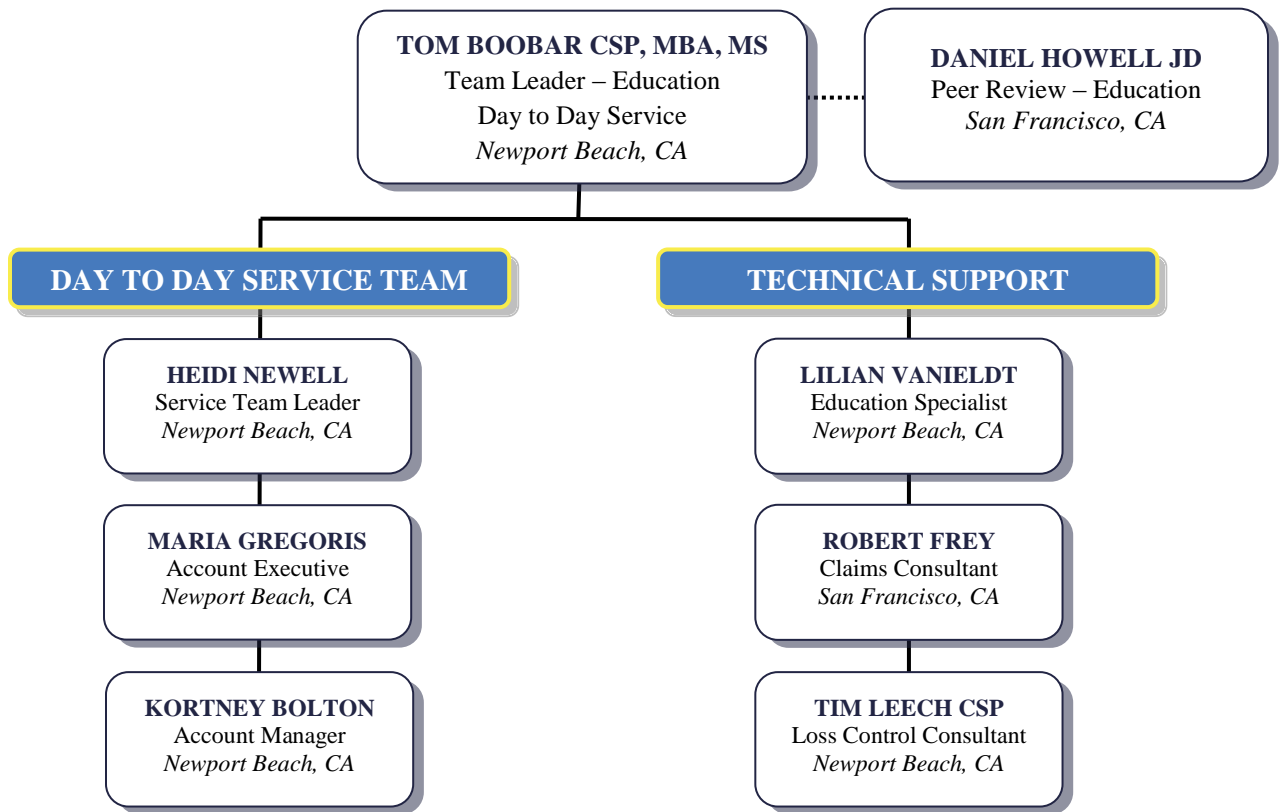 TOM BOOBAR CSP, MBA, MS
Team Leader – Education
Day to Day Service
Newport Beach, CA
DANIEL HOWELL JD
Peer Review – Education
San Francisco, CA
DAY TO DAY SERVICE TEAM
TECHNICAL SUPPORT
HEIDI NEWELL
Service Team Leader
Newport Beach, CA
LILIAN VANIELDT
Education Specialist
Newport Beach, CA
MARIA GREGORIS
Account Executive
Newport Beach, CA
ROBERT FREY
Claims Consultant
San Francisco, CA
KORTNEY BOLTON
Account Manager
Newport Beach, CA
TIM LEECH CSP
Loss Control Consultant
Newport Beach, CA